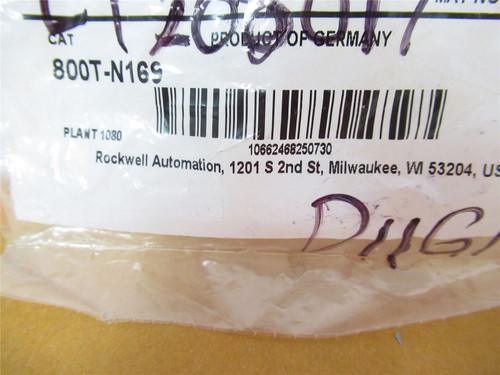 CAT
PRODUCT OF GERMANY
800T-N169
PLANT 1080
10662468250730
Rockwell Automation, 1201 S 2nd St, Milwaukee, WI 53204, US